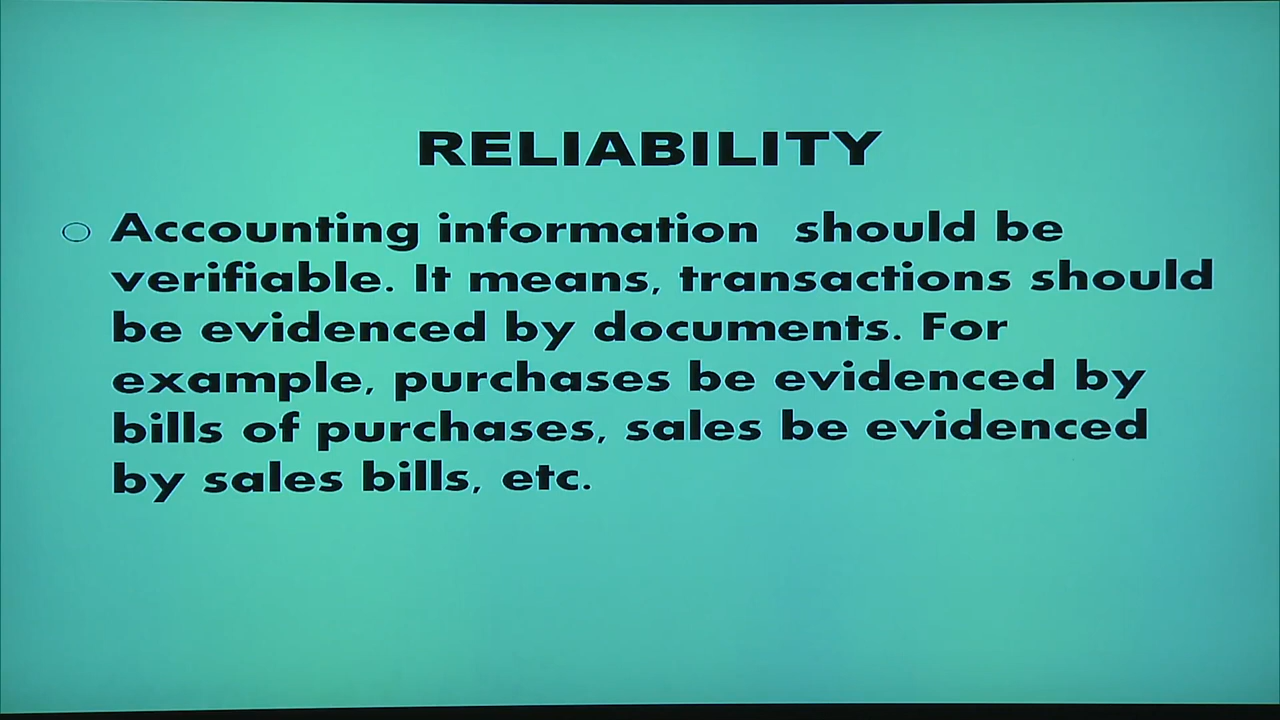 RELIABILITY
Accounting information should be
verifiable. It means, transactions should
be evidenced by documents. For
example, purchases be evidenced by
bills of purchases, sales be evidenced
by sales bills, etc.